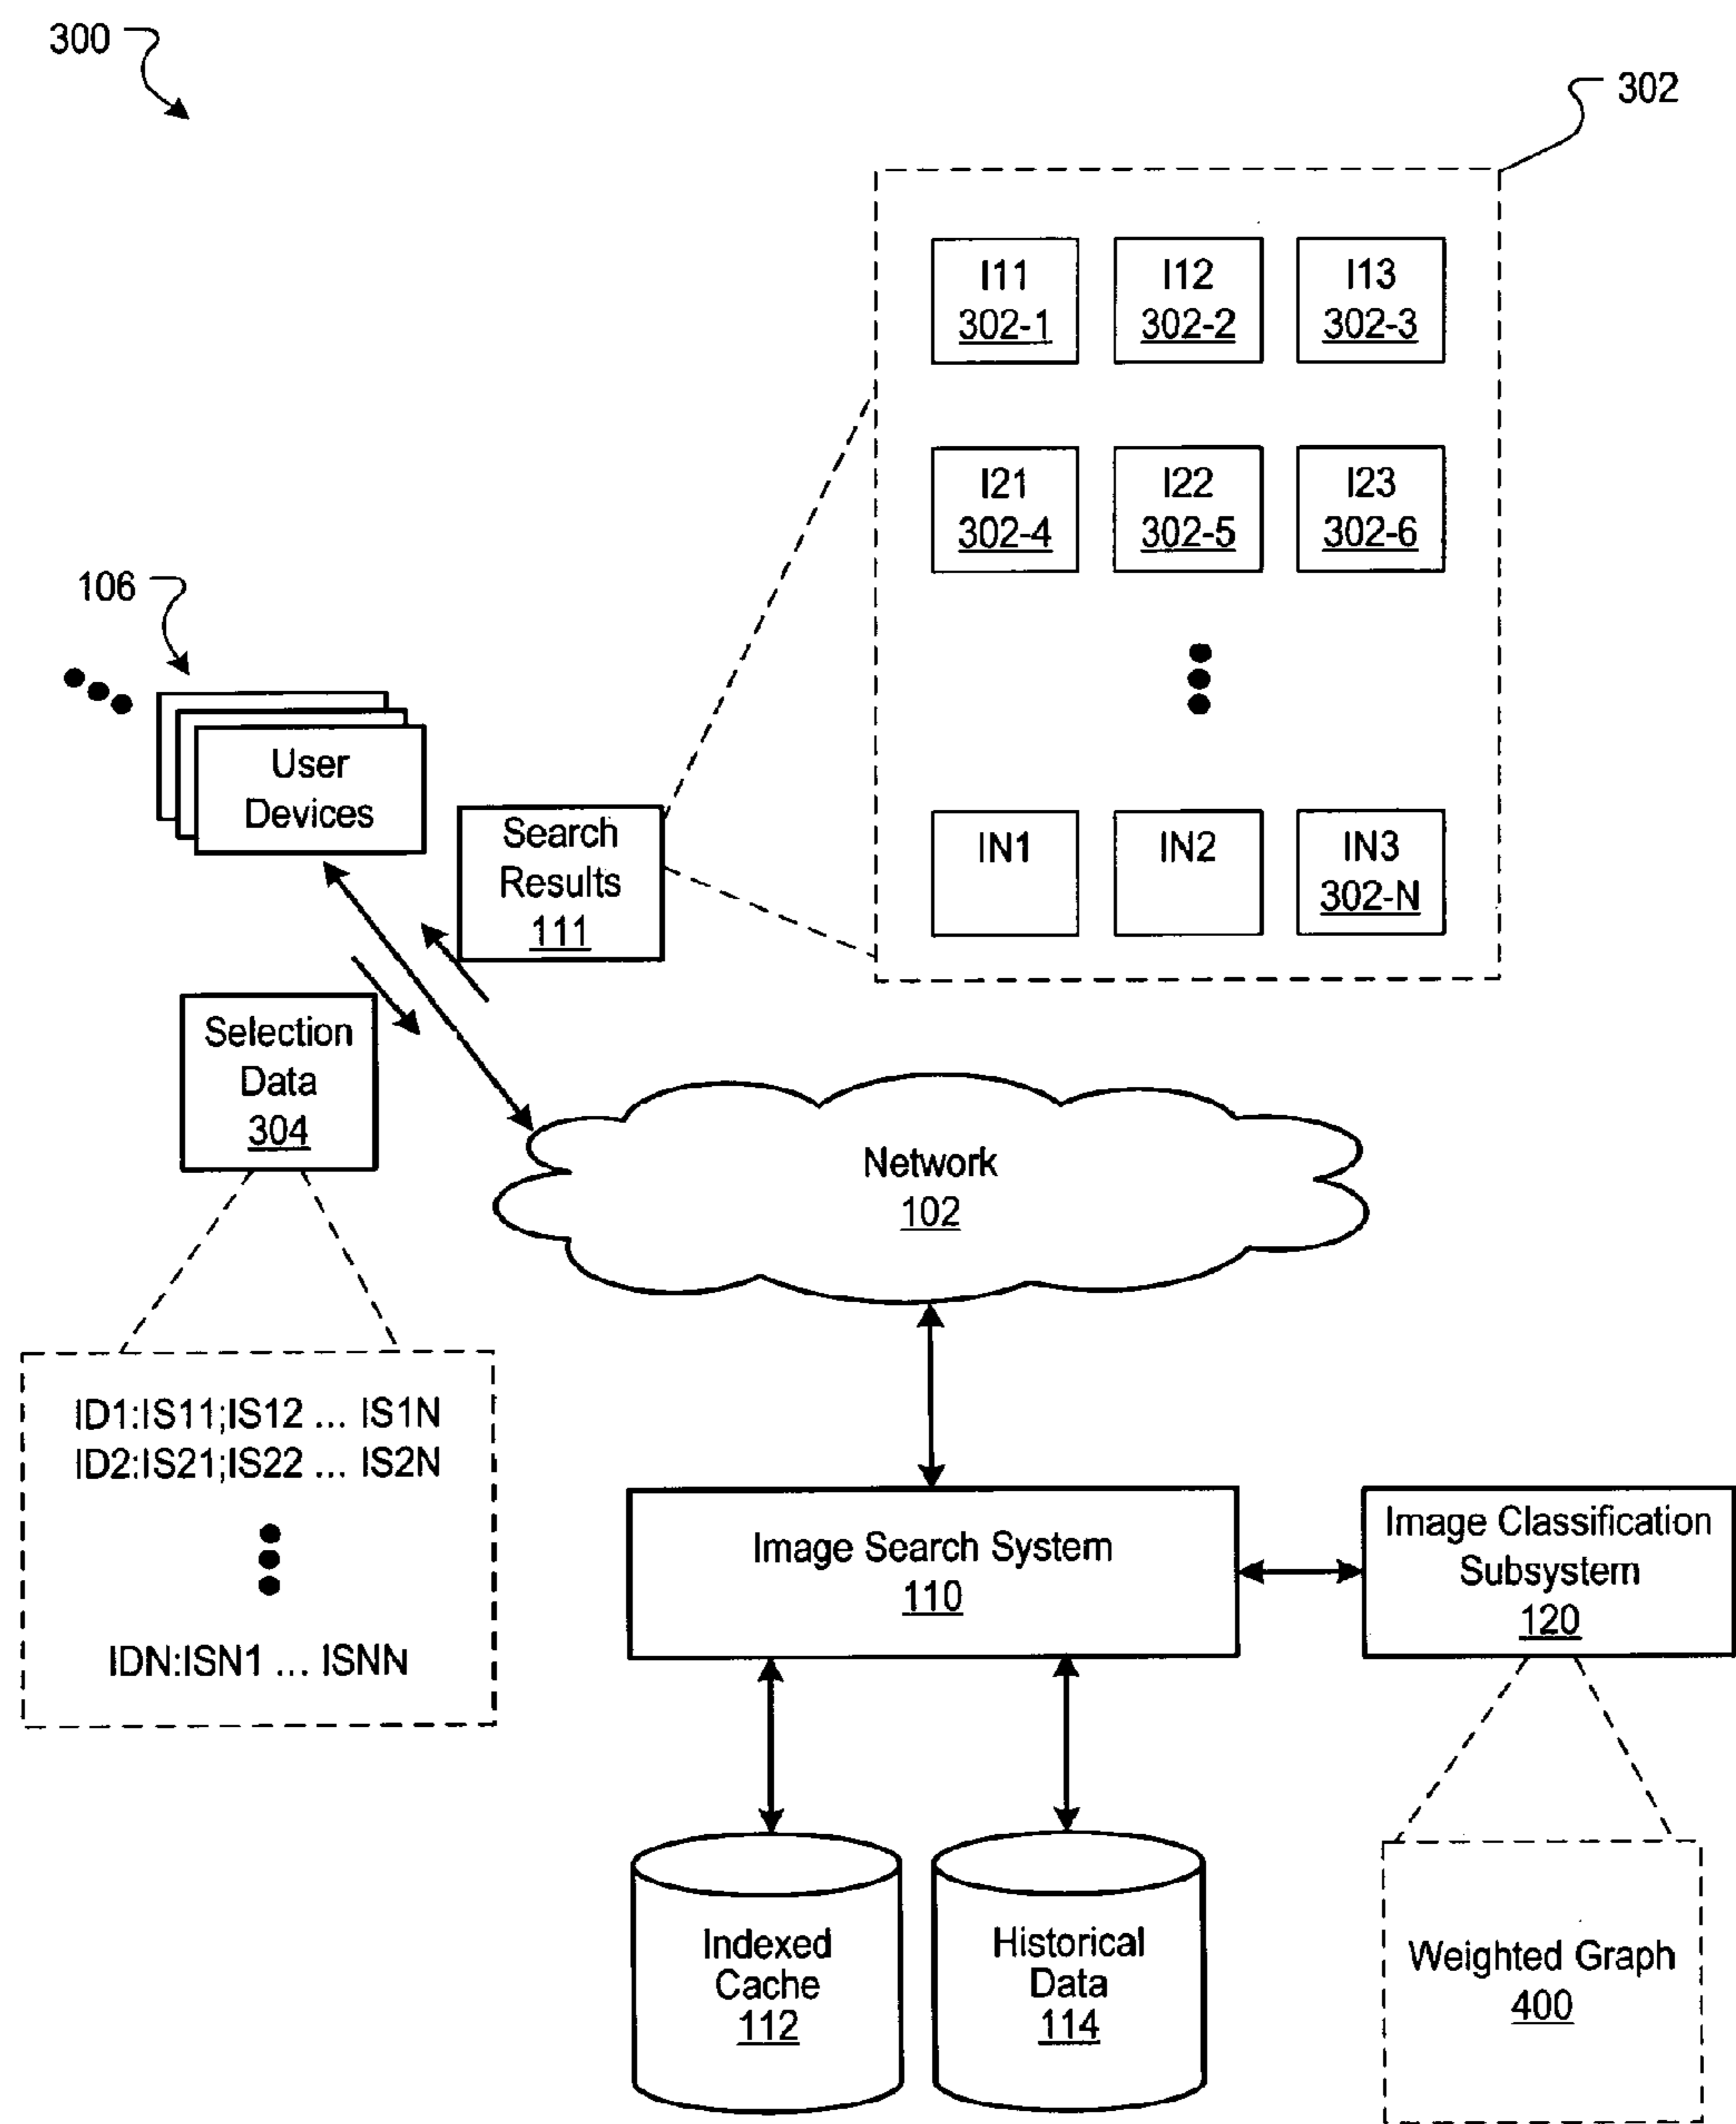 300
302
I11
302-1
I12
302-2
I13
302-3
I21
302-4
I22
302-5
I23
302-6
106
User
Devices
Search
Results
111
IN1
IN2
IN3
302-N
Selection
Data
304
Network
102
ID1:IS11;IS12 ... IS1N
ID2:IS21;IS22 ... IS2N
IDN:ISN1 ... ISNN
Image Search System
110
Image Classification
Subsystem
120
Indexed
Cache
112
Historical
Data
114
Weighted Graph
400